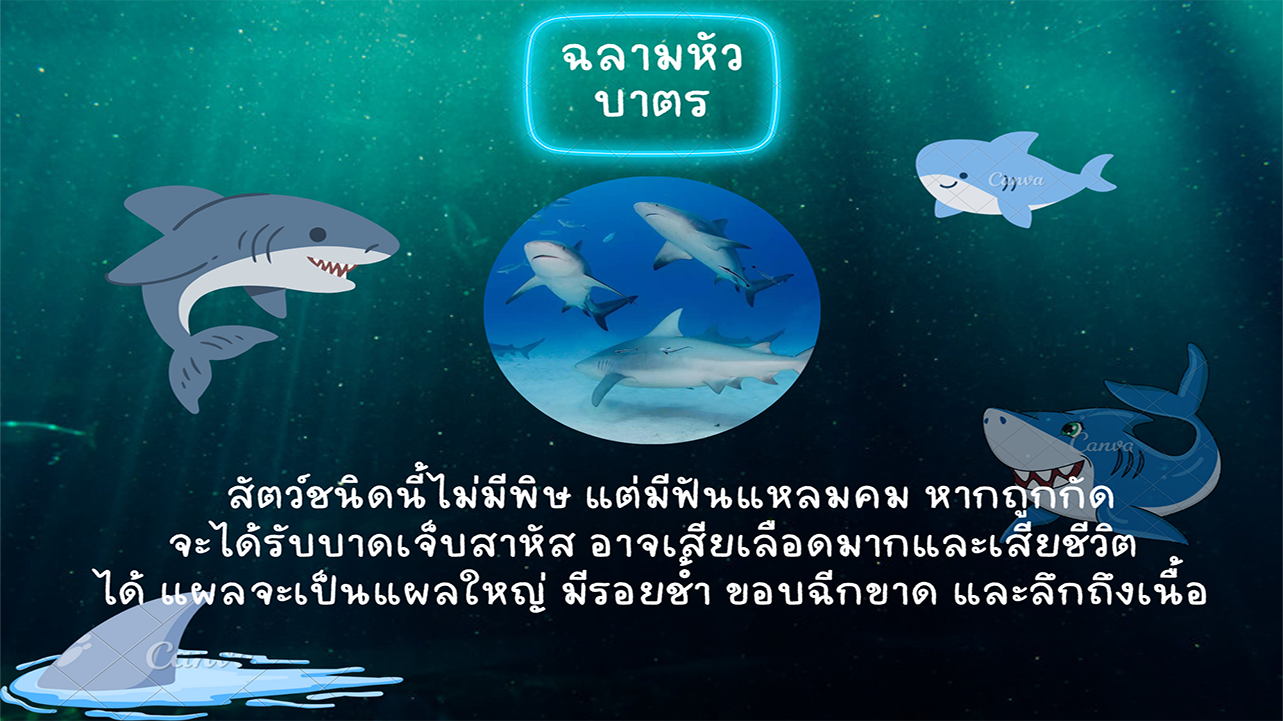 ฉลามหัว
บาตร
Canva
Canva
สัตว์ชนิดนี้ไม่มีพิษ แต่มีฟันแหลมคม หากถูกกัด
จะได้รับบาดเจ็บสาหัส อาจเสียเลือดมากและเสียชีวิต
ได้ แผลจะเป็นแผลใหญ่ มีรอยช้ำ ขอบฉีกขาด และลึกถึงเนื้อ
Canva